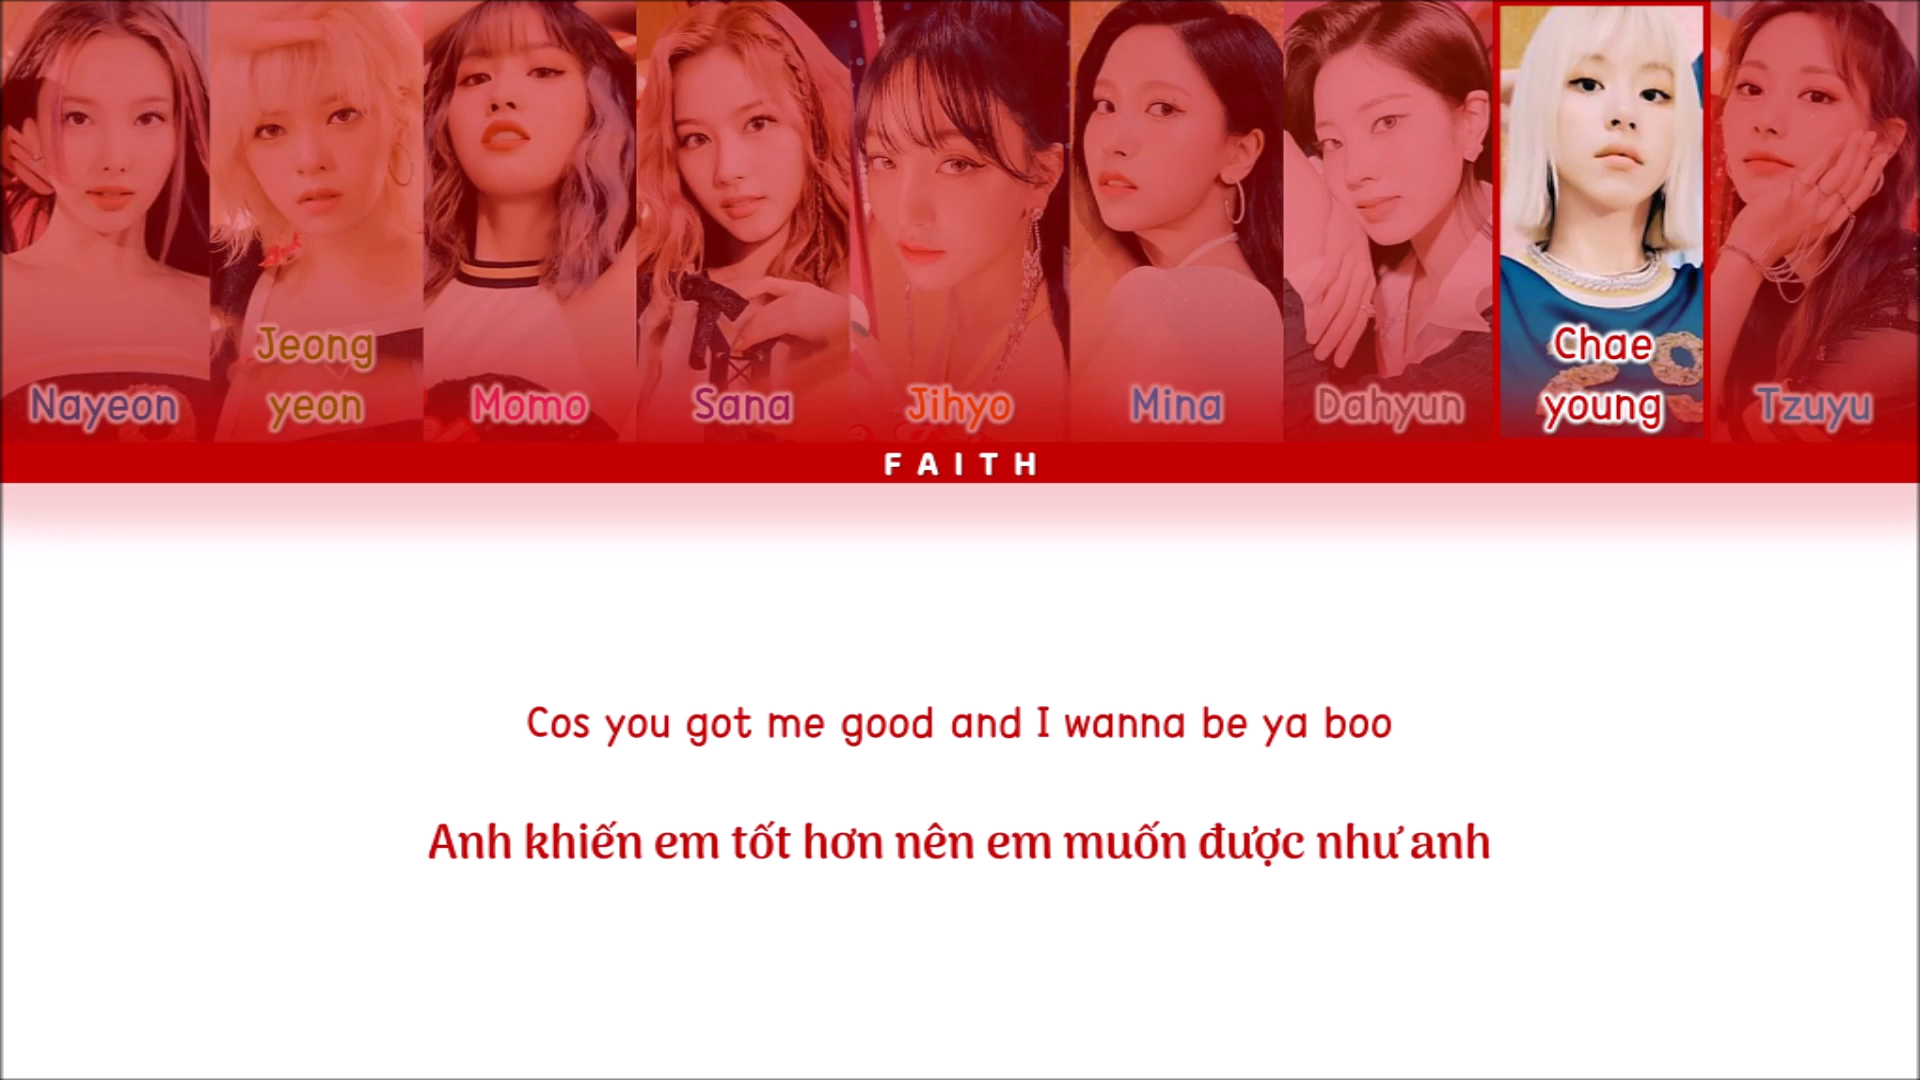 Nayeon
Jeong
yeon
Momo
Sana
Jihyo
Mina
Dahyun
Chae
young
Tzuyu
FAITH
Cos you got me good and I wanna be ya boo
Anh khiến em tốt hơn nên em muốn được như anh